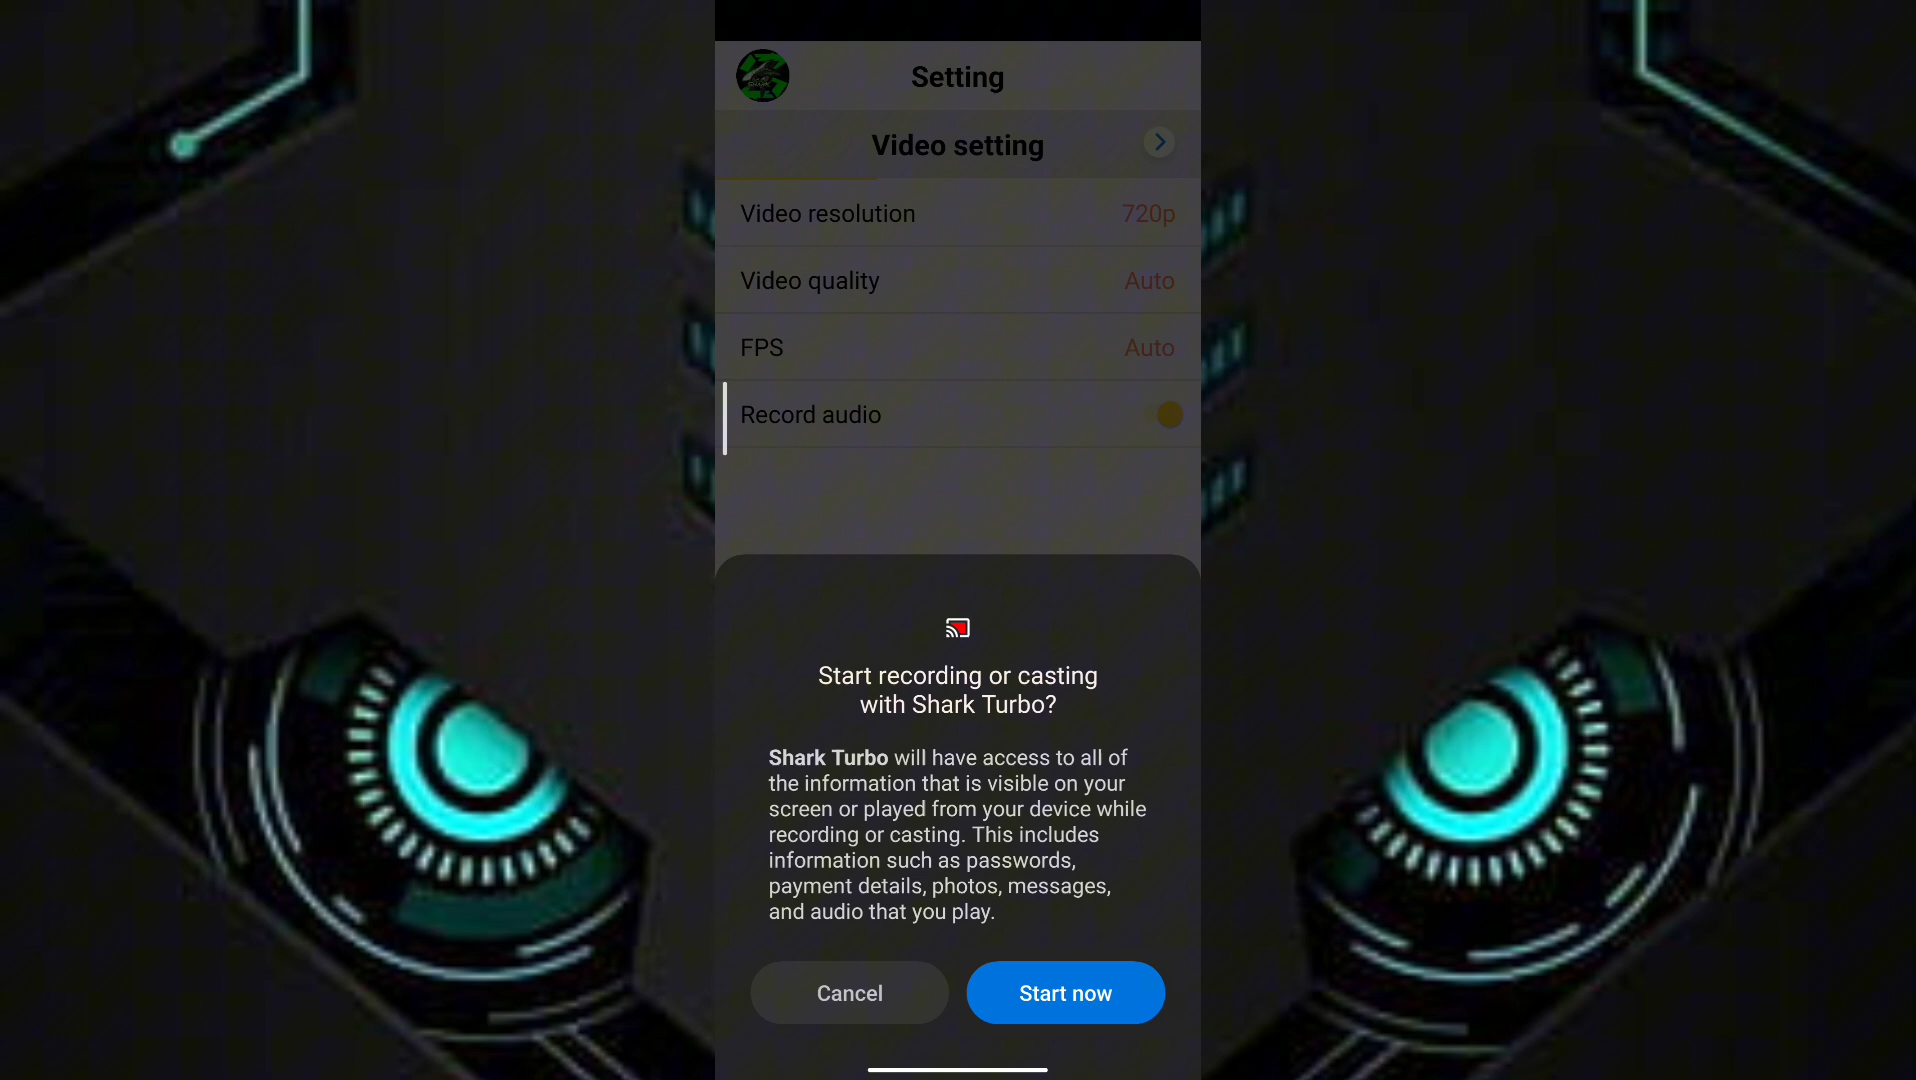 Setting
Video setting
Video resolution 720p
Video quality Auto
FPS Auto
Record audio
Start recording or casting
with Shark Turbo?
Shark Turbo will have access to all of
the information that is visible on your
screen or played from your device while
recording or casting. This includes
information such as passwords,
payment details, photos, messages,
and audio that you play.
Cancel Start now